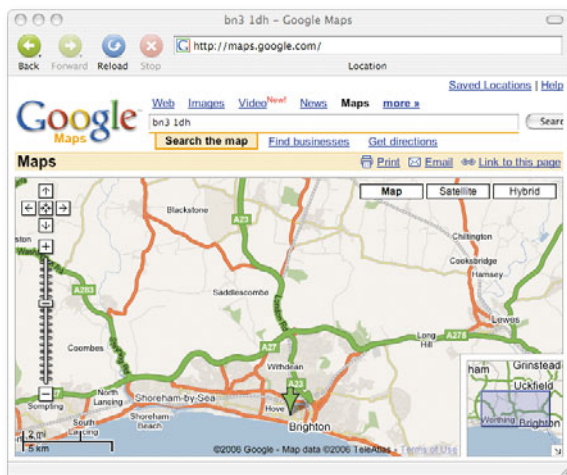 bn3 1dh – Google Maps
G http://maps.google.com/
Back Forward Reload Stop Location
Saved Locations | Help
Google Maps
Web Images Video New! News Maps more »
bn3 1dh
Search the map Find businesses Get directions
Maps Print Email Link to this page
Map Satellite Hybrid
Blackstone
A23
Chiltington
Cooksbridge
Hamsey
A283
Saddlescombe
London Rd
Lewes
Long Hill
A275
Coombes
A27
Withdean
A23
North Lancing
Shoreham-by-Sea
Hove
Sompting
South Lancing
Shoreham Beach
Brighton
ham Grinstead
Uckfield
Worthing Brighton
2 mi
5 km
©2006 Google - Map data ©2006 TeleAtlas - Terms of Use